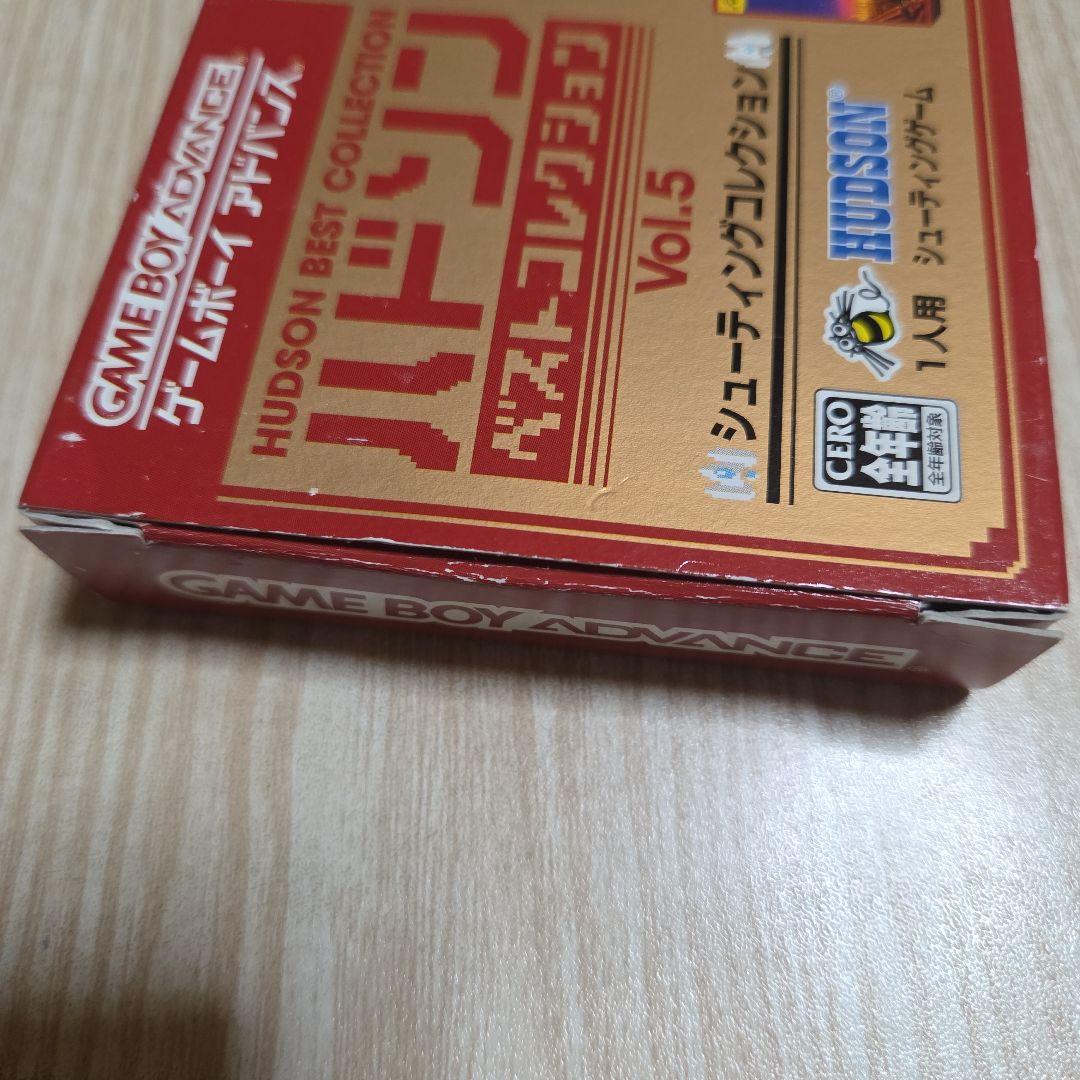 GAME BOY ADVANCE
ゲームボーイ アドバンス
HUDSON BEST COLLECTION
ハドソン
ベストコレクション
Vol.5
シューティングコレクション
HUDSON®
1人用 シューティングゲーム
CERO
全年齢
全年齢対象
GAME BOY ADVANCE